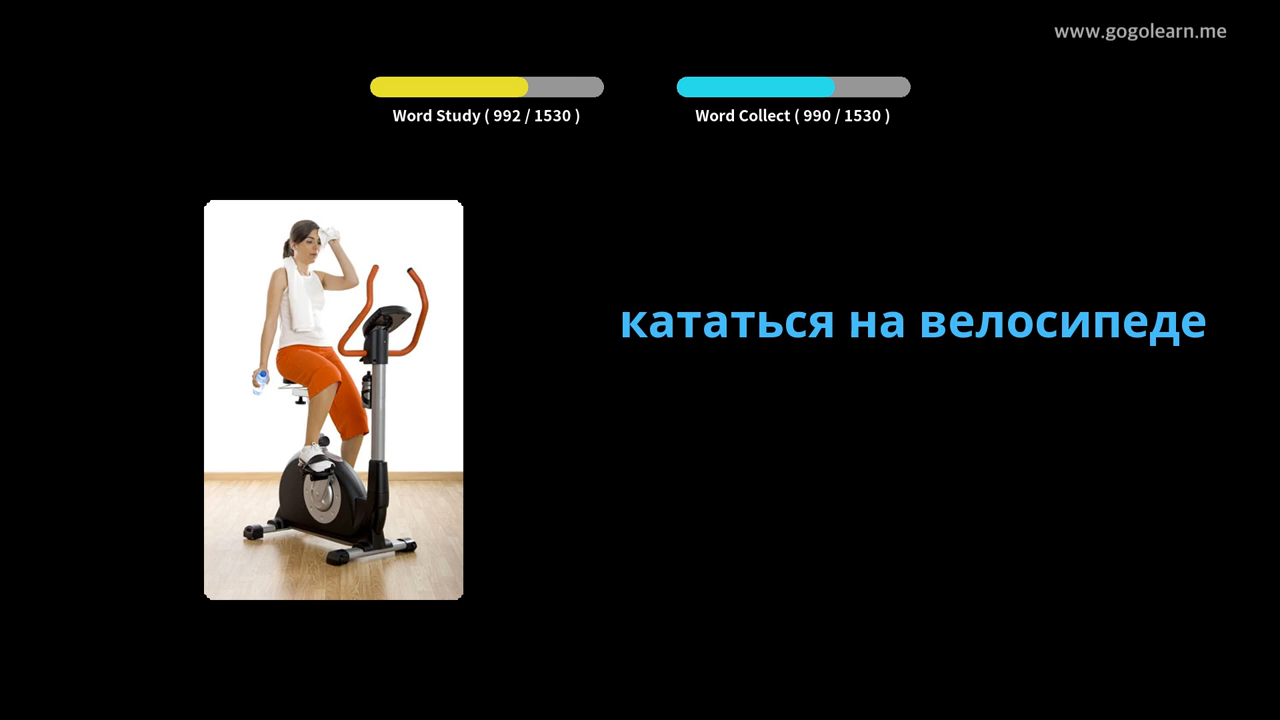 www.gogolearn.me
Word Study ( 992 / 1530 )
Word Collect ( 990 / 1530 )
кататься на велосипеде